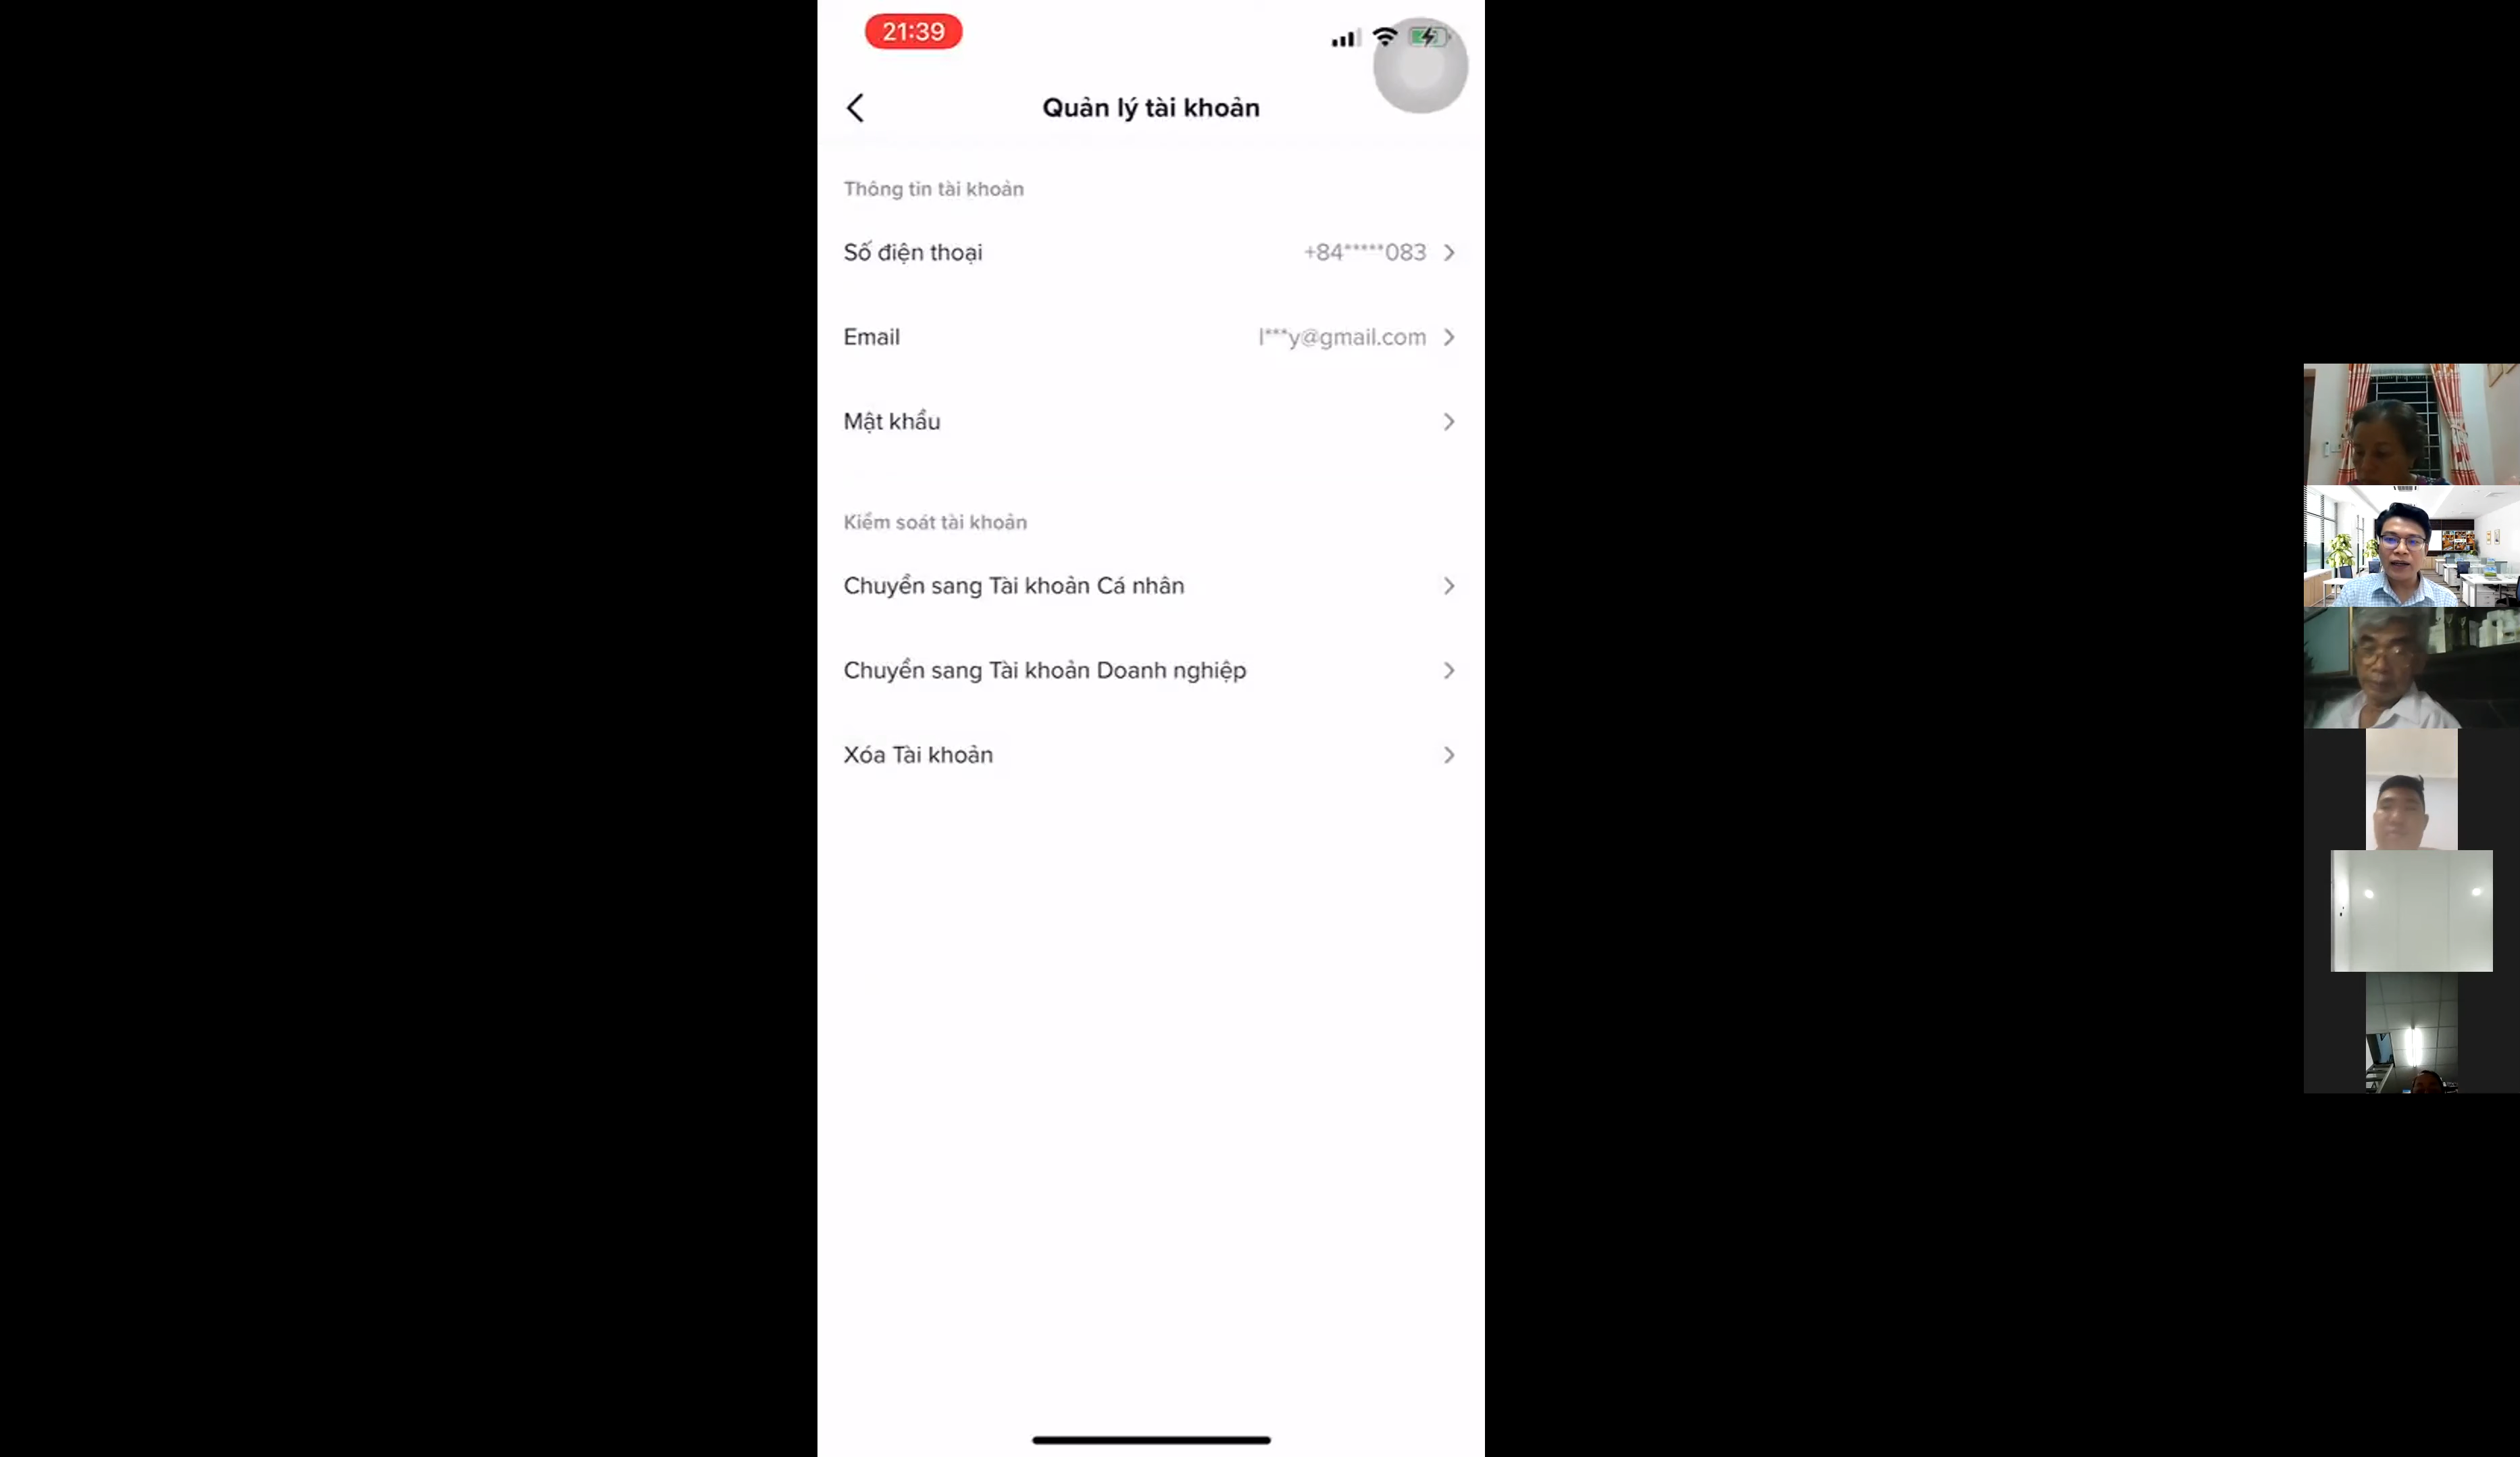 21:39
Quản lý tài khoản
Thông tin tài khoản
Số điện thoại +84*****083
Email l***y@gmail.com
Mật khẩu
Kiểm soát tài khoản
Chuyển sang Tài khoản Cá nhân
Chuyển sang Tài khoản Doanh nghiệp
Xóa Tài khoản